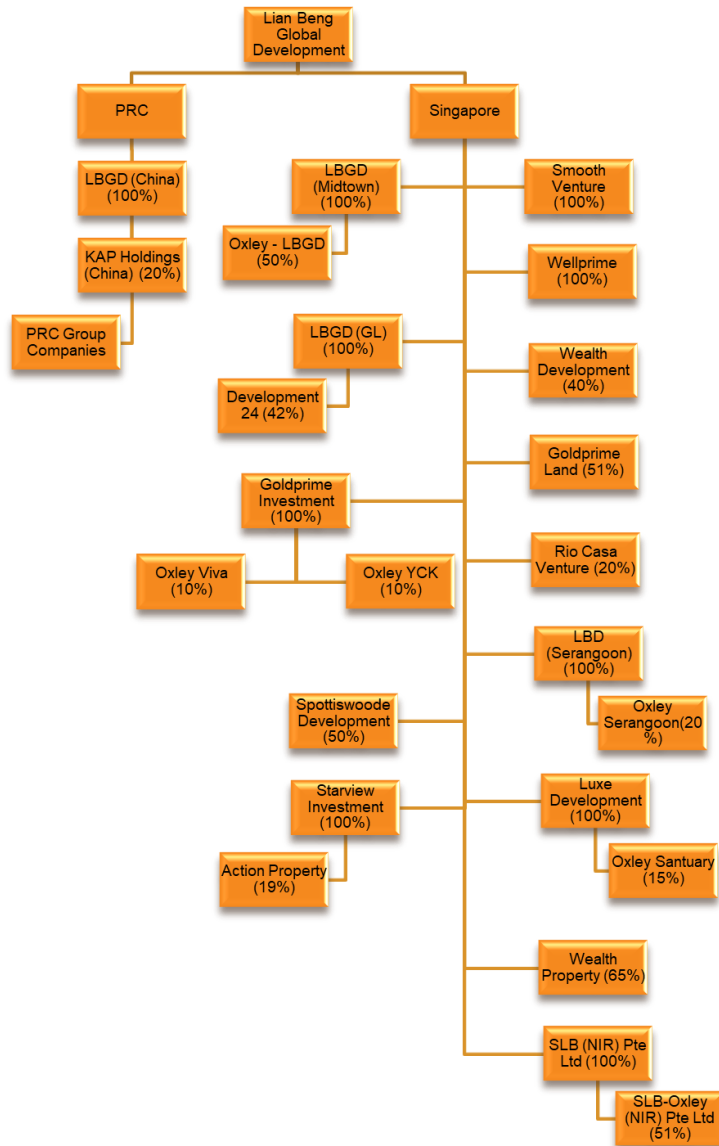 Lian Beng
Global
Development
PRC
Singapore
LBGD (China)
(100%)
KAP Holdings
(China) (20%)
PRC Group
Companies
LBGD
(Midtown)
(100%)
Oxley - LBGD
(50%)
LBGD (GL)
(100%)
Development
24 (42%)
Goldprime
Investment
(100%)
Oxley Viva
(10%)
Oxley YCK
(10%)
Spottiswoode
Development
(50%)
Starview
Investment
(100%)
Action Property
(19%)
Smooth
Venture
(100%)
Wellprime
(100%)
Wealth
Development
(40%)
Goldprime
Land (51%)
Rio Casa
Venture (20%)
LBD
(Serangoon)
(100%)
Oxley
Serangoon(20
%)
Luxe
Development
(100%)
Oxley Santuary
(15%)
Wealth
Property (65%)
SLB (NIR) Pte
Ltd (100%)
SLB-Oxley
(NIR) Pte Ltd
(51%)